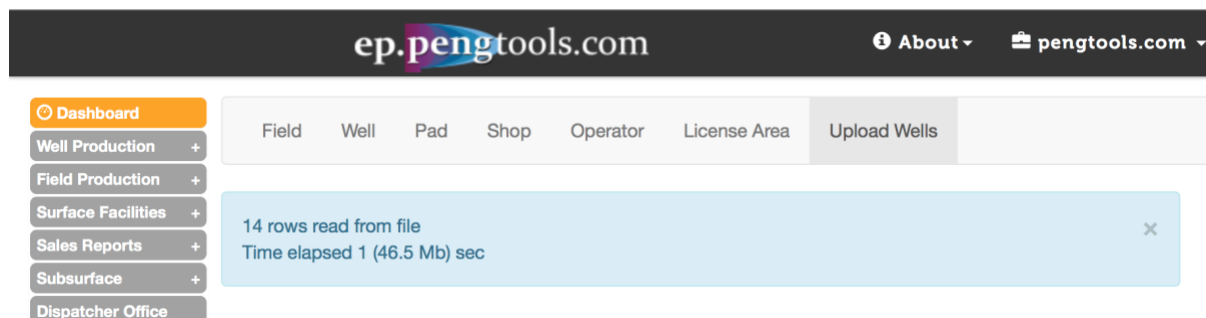 ep.pengtools.com
About
pengtools.com
Dashboard
Well Production +
Field Production +
Surface Facilities +
Sales Reports +
Subsurface +
Dispatcher Office
Field Well Pad Shop Operator License Area Upload Wells
14 rows read from file
Time elapsed 1 (46.5 Mb) sec
×